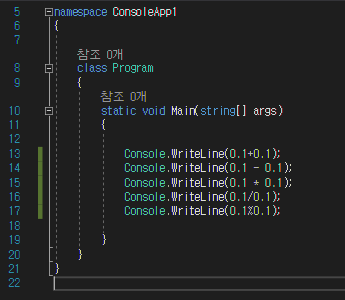 5 namespace ConsoleApp1
6 {
7
참조 0개
8 class Program
9 {
참조 0개
10 static void Main(string[] args)
11 {
12
13 Console.WriteLine(0.1+0.1);
14 Console.WriteLine(0.1 - 0.1);
15 Console.WriteLine(0.1 * 0.1);
16 Console.WriteLine(0.1/0.1);
17 Console.WriteLine(0.1%0.1);
18
19 }
20 }
21 }
22